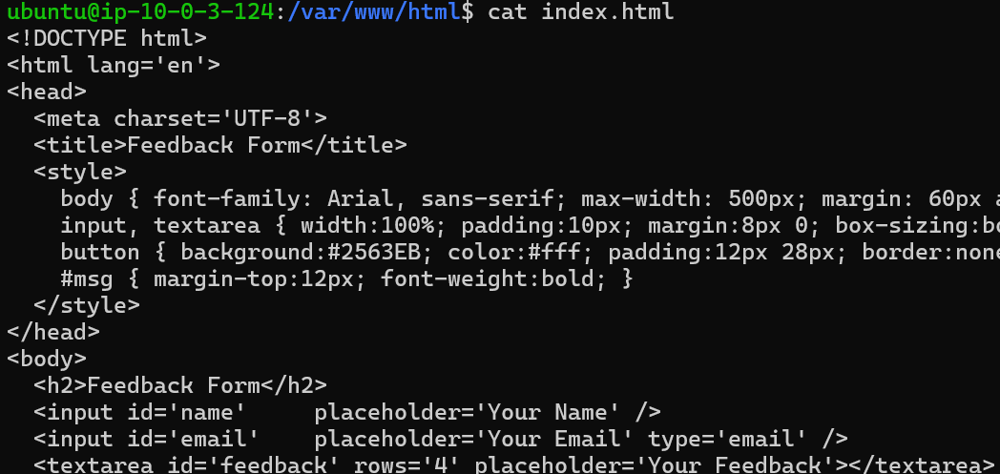 ubuntu@ip-10-0-3-124:/var/www/html$ cat index.html
<!DOCTYPE html>
<html lang='en'>
<head>
  <meta charset='UTF-8'>
  <title>Feedback Form</title>
  <style>
    body { font-family: Arial, sans-serif; max-width: 500px; margin: 60px a
    input, textarea { width:100%; padding:10px; margin:8px 0; box-sizing:bo
    button { background:#2563EB; color:#fff; padding:12px 28px; border:none
    #msg { margin-top:12px; font-weight:bold; }
  </style>
</head>
<body>
  <h2>Feedback Form</h2>
  <input id='name'     placeholder='Your Name' />
  <input id='email'    placeholder='Your Email' type='email' />
  <textarea id='feedback' rows='4' placeholder='Your Feedback'></textarea>